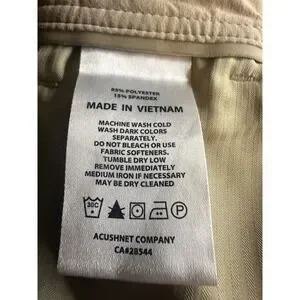 85% POLYESTER
15% SPANDEX
MADE IN VIETNAM
MACHINE WASH COLD
WASH DARK COLORS
SEPARATELY.
DO NOT BLEACH OR USE
FABRIC SOFTENERS.
TUMBLE DRY LOW
REMOVE IMMEDIATELY
MEDIUM IRON IF NECESSARY
MAY BE DRY CLEANED
30C P
ACUSHNET COMPANY
CA#28544